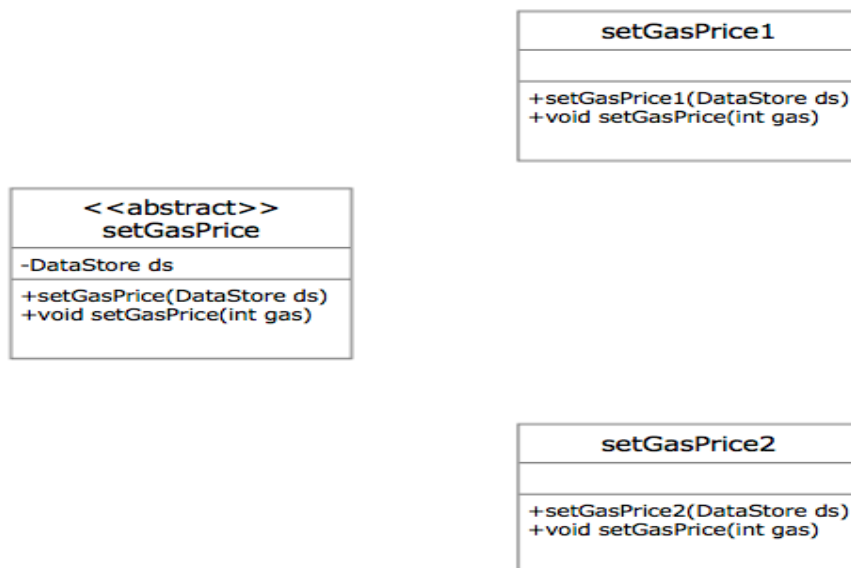 setGasPrice1
+setGasPrice1(DataStore ds)
+void setGasPrice(int gas)
<<abstract>>
setGasPrice
-DataStore ds
+setGasPrice(DataStore ds)
+void setGasPrice(int gas)
setGasPrice2
+setGasPrice2(DataStore ds)
+void setGasPrice(int gas)